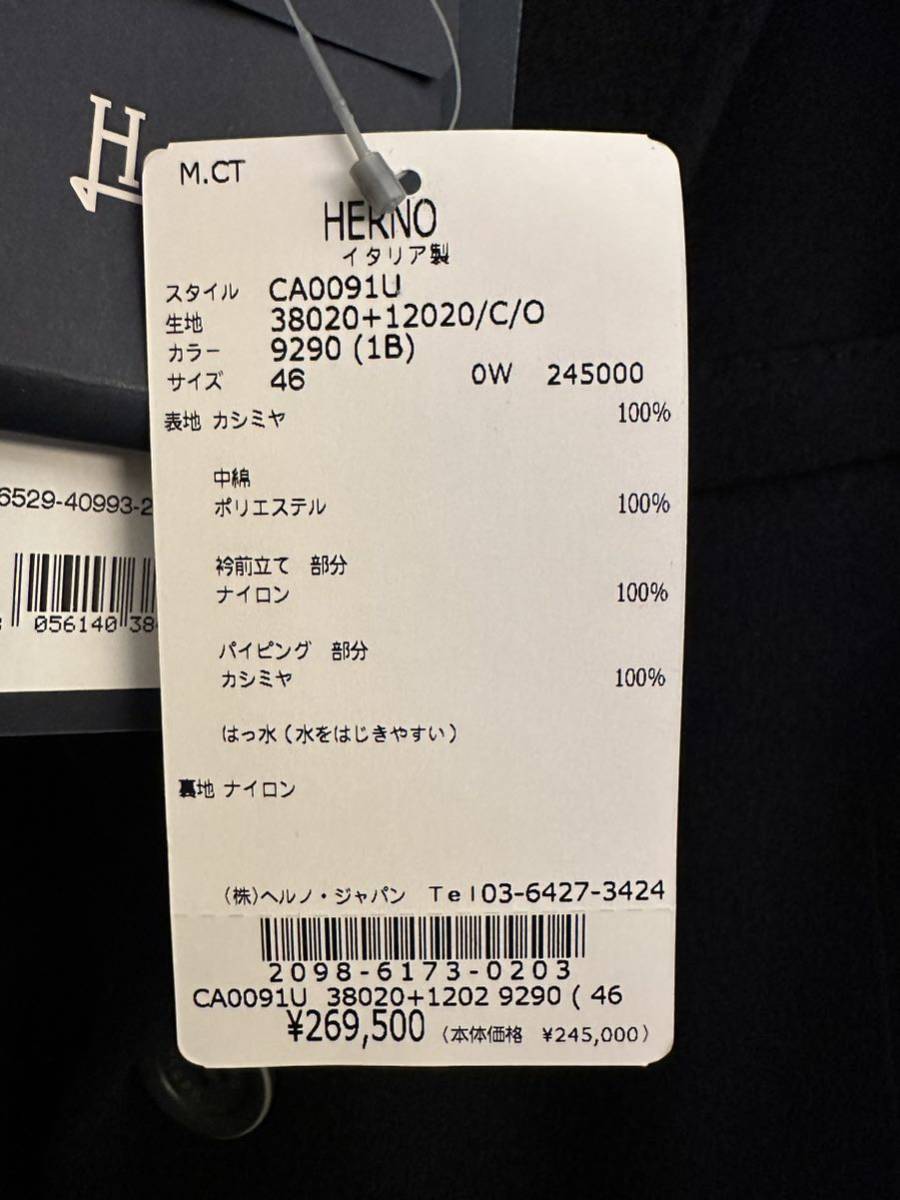 H
M.CT
HERNO
イタリア製
スタイル CA0091U
生地 38020+12020/C/O
カラー 9290 (1B)
サイズ 46 0W 245000
表地 カシミヤ 100%
中綿
ポリエステル 100%
衿前立て 部分
ナイロン 100%
パイピング 部分
カシミヤ 100%
はっ水(水をはじきやすい)
裏地 ナイロン
(株)ヘルノ・ジャパン Tel03-6427-3424
2098-6173-0203
CA0091U 38020+1202 9290 ( 46
¥269,500 (本体価格 ¥245,000)
6529-40993-2
056140 38